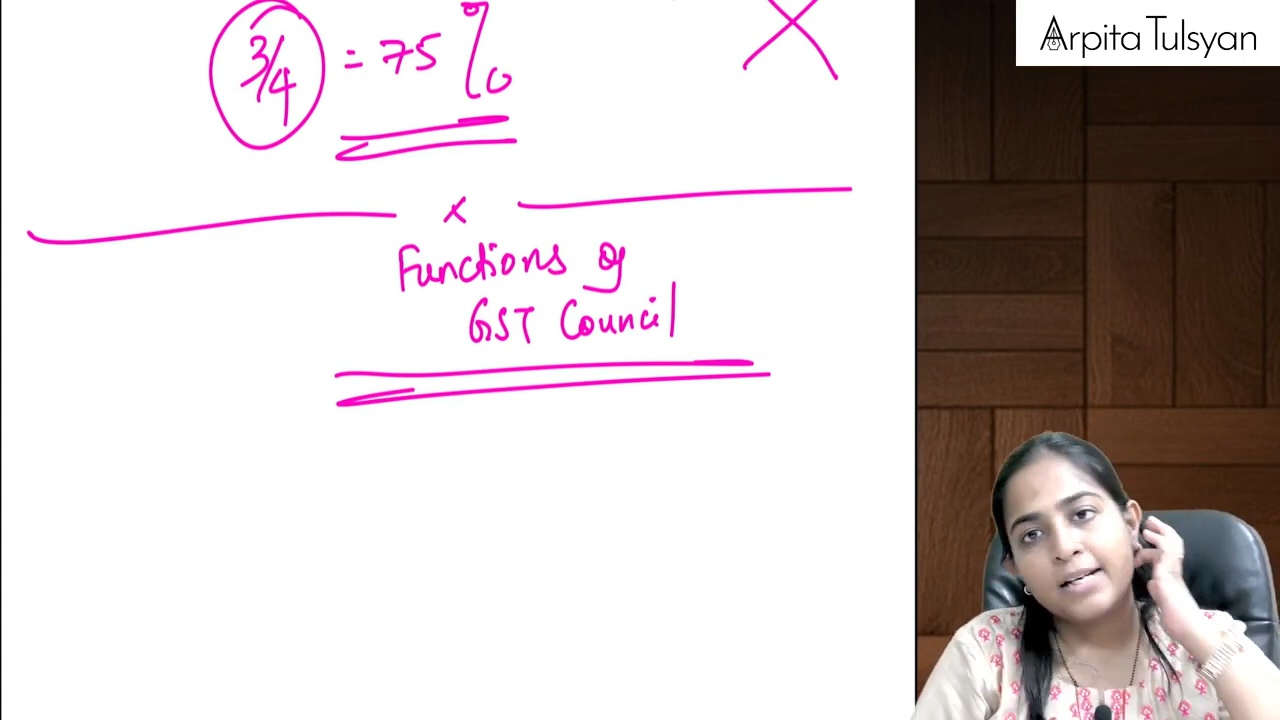 3/4 = 75%
Arpita Tulsyan
x
Functions of
GST Council